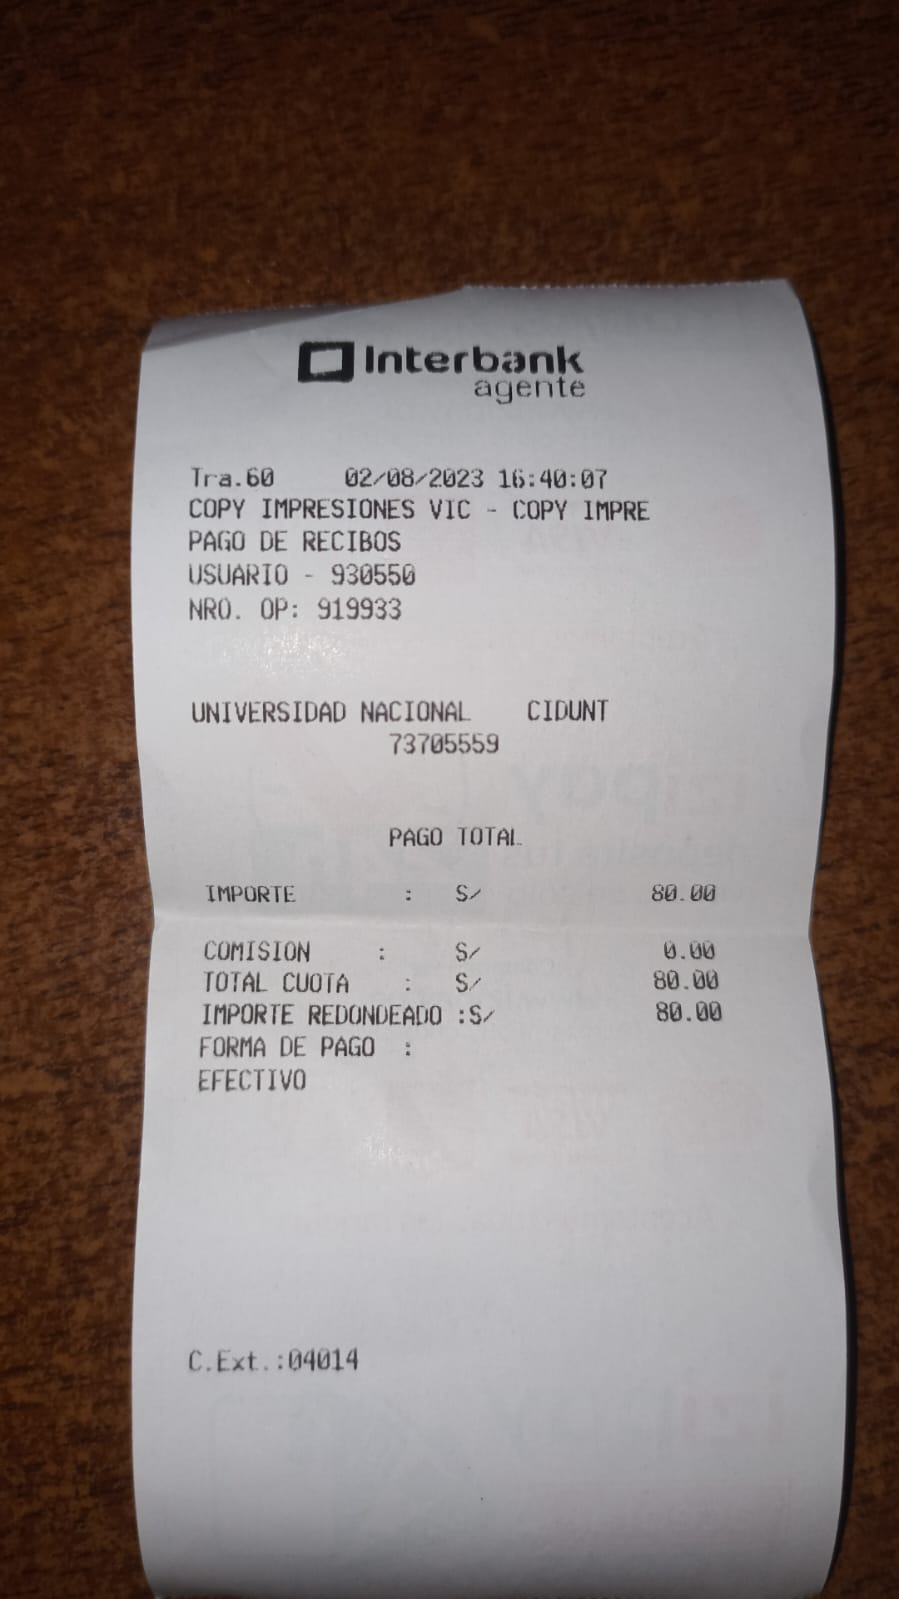 Interbank
agente
Tra.60 02/08/2023 16:40:07
COPY IMPRESIONES VIC - COPY IMPRE
PAGO DE RECIBOS
USUARIO - 930550
NRO. OP: 919933
UNIVERSIDAD NACIONAL CIDUNT
73705559
PAGO TOTAL
IMPORTE : S/ 80.00
COMISION : S/ 0.00
TOTAL CUOTA : S/ 80.00
IMPORTE REDONDEADO :S/ 80.00
FORMA DE PAGO :
EFECTIVO
C.Ext.:04014